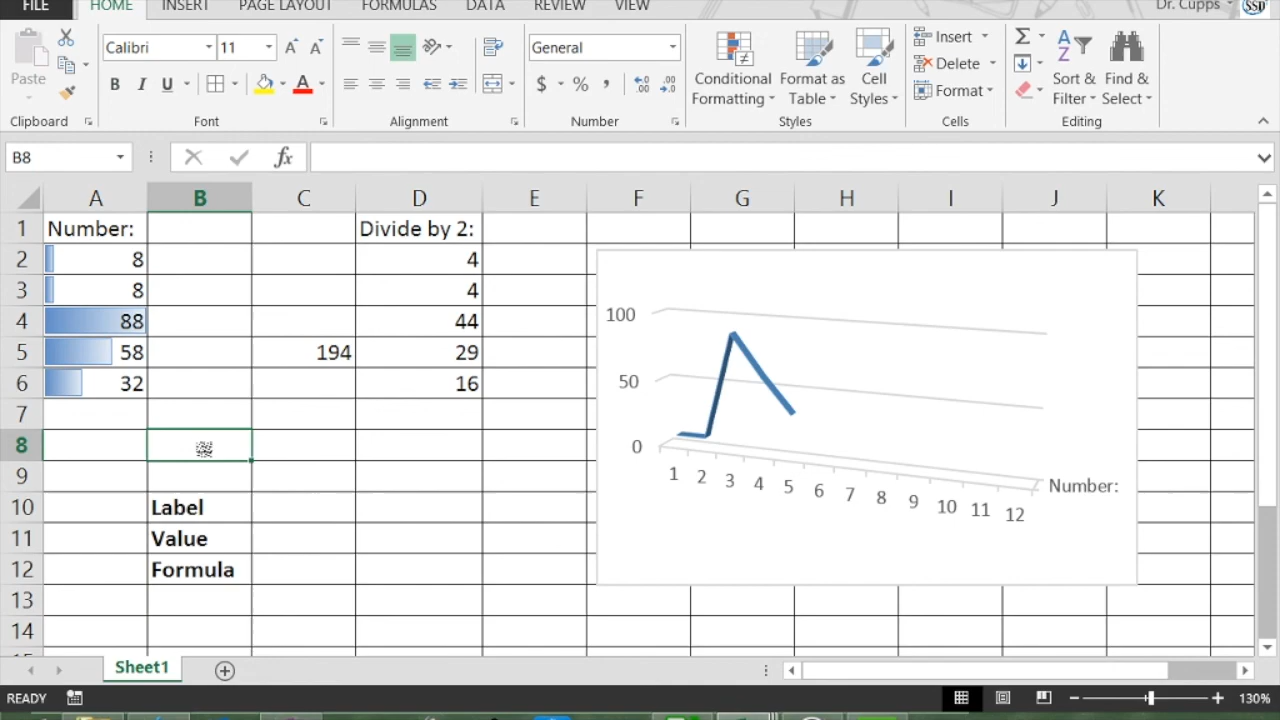 FILE HOME INSERT PAGE LAYOUT FORMULAS DATA REVIEW VIEW Dr. Cupps
Paste
Calibri 11
B I U A A A
General
$ % , .0 .00 .00 .0
Conditional Formatting
Format as Table
Cell Styles
Insert
Delete
Format
Σ
A Z
Sort & Filter
Find & Select
Clipboard Font Alignment Number Styles Cells Editing
B8 fx
A B C D E F G H I J K
1 Number: Divide by 2:
2 8 4
3 8 4
4 88 44
5 58 194 29
6 32 16
7
8
9
10 Label
11 Value
12 Formula
13
14
100
50
0
1 2 3 4 5 6 7 8 9 10 11 12
Number:
Sheet1
READY 130%